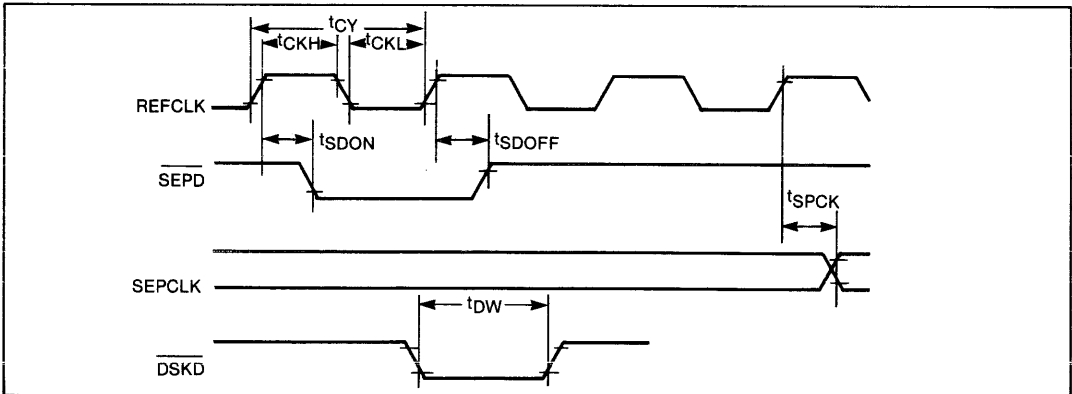 tCY
tCKH tCKL
REFCLK
tSDON tSDOFF
SEPD
tSPCK
SEPCLK
tDW
DSKD